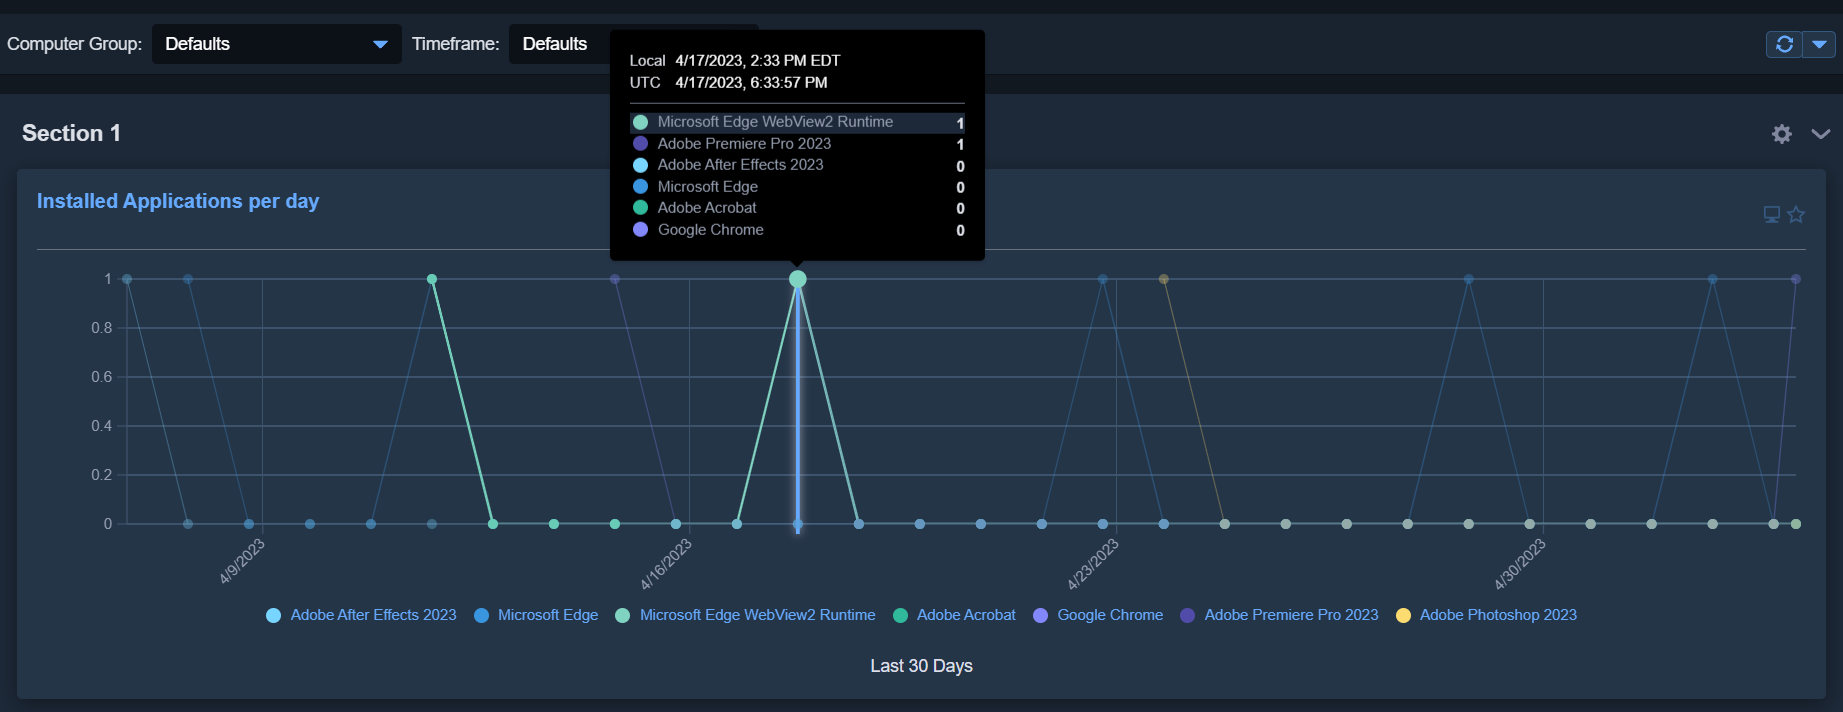 Computer Group: Defaults Timeframe: Defaults
Local 4/17/2023, 2:33 PM EDT
UTC 4/17/2023, 6:33:57 PM
Microsoft Edge WebView2 Runtime 1
Adobe Premiere Pro 2023 1
Adobe After Effects 2023 0
Microsoft Edge 0
Adobe Acrobat 0
Google Chrome 0
Section 1
Installed Applications per day
1
0.8
0.6
0.4
0.2
0
4/9/2023 4/16/2023 4/23/2023 4/30/2023
Adobe After Effects 2023 Microsoft Edge Microsoft Edge WebView2 Runtime Adobe Acrobat Google Chrome Adobe Premiere Pro 2023 Adobe Photoshop 2023
Last 30 Days